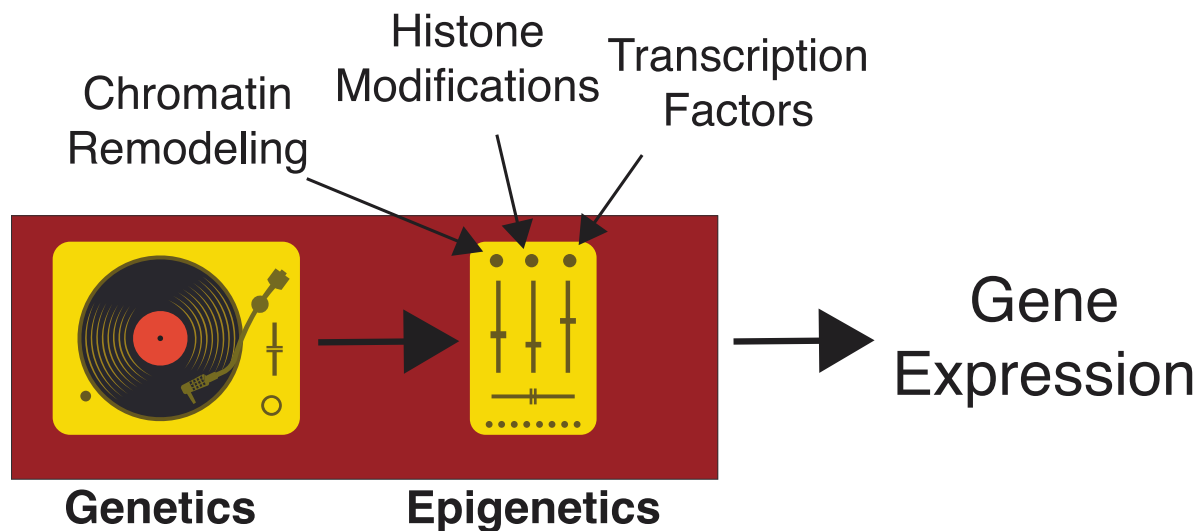 Histone
Modifications
Transcription
Factors
Chromatin
Remodeling
Gene
Expression
Genetics
Epigenetics